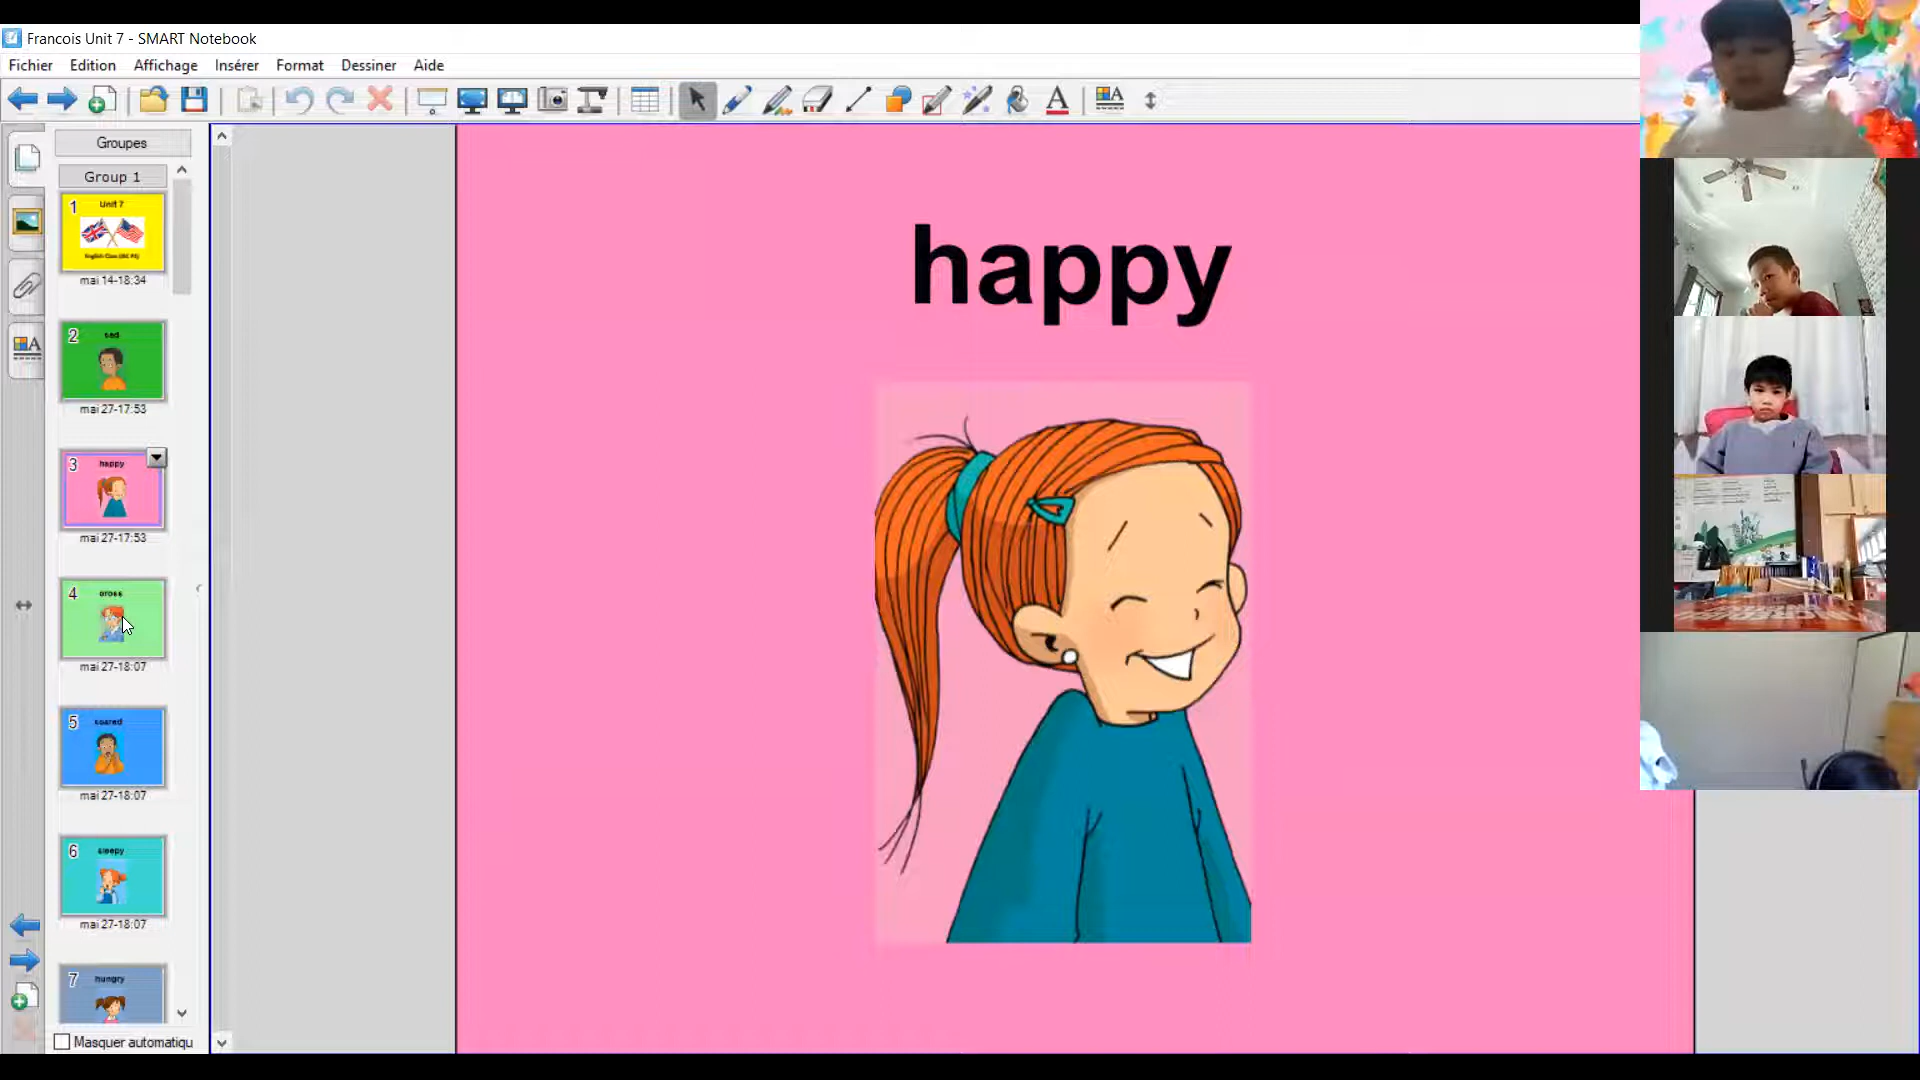 Francois Unit 7 - SMART Notebook
Fichier Edition Affichage Insérer Format Dessiner Aide
Groupes
Group 1
1
Unit 7
mai 14-18:34
2
sad
mai 27-17:53
3
happy
mai 27-17:53
4
cross
mai 27-18:07
5
scared
mai 27-18:07
6
sleepy
mai 27-18:07
7
hungry
Masquer automatiqu
happy